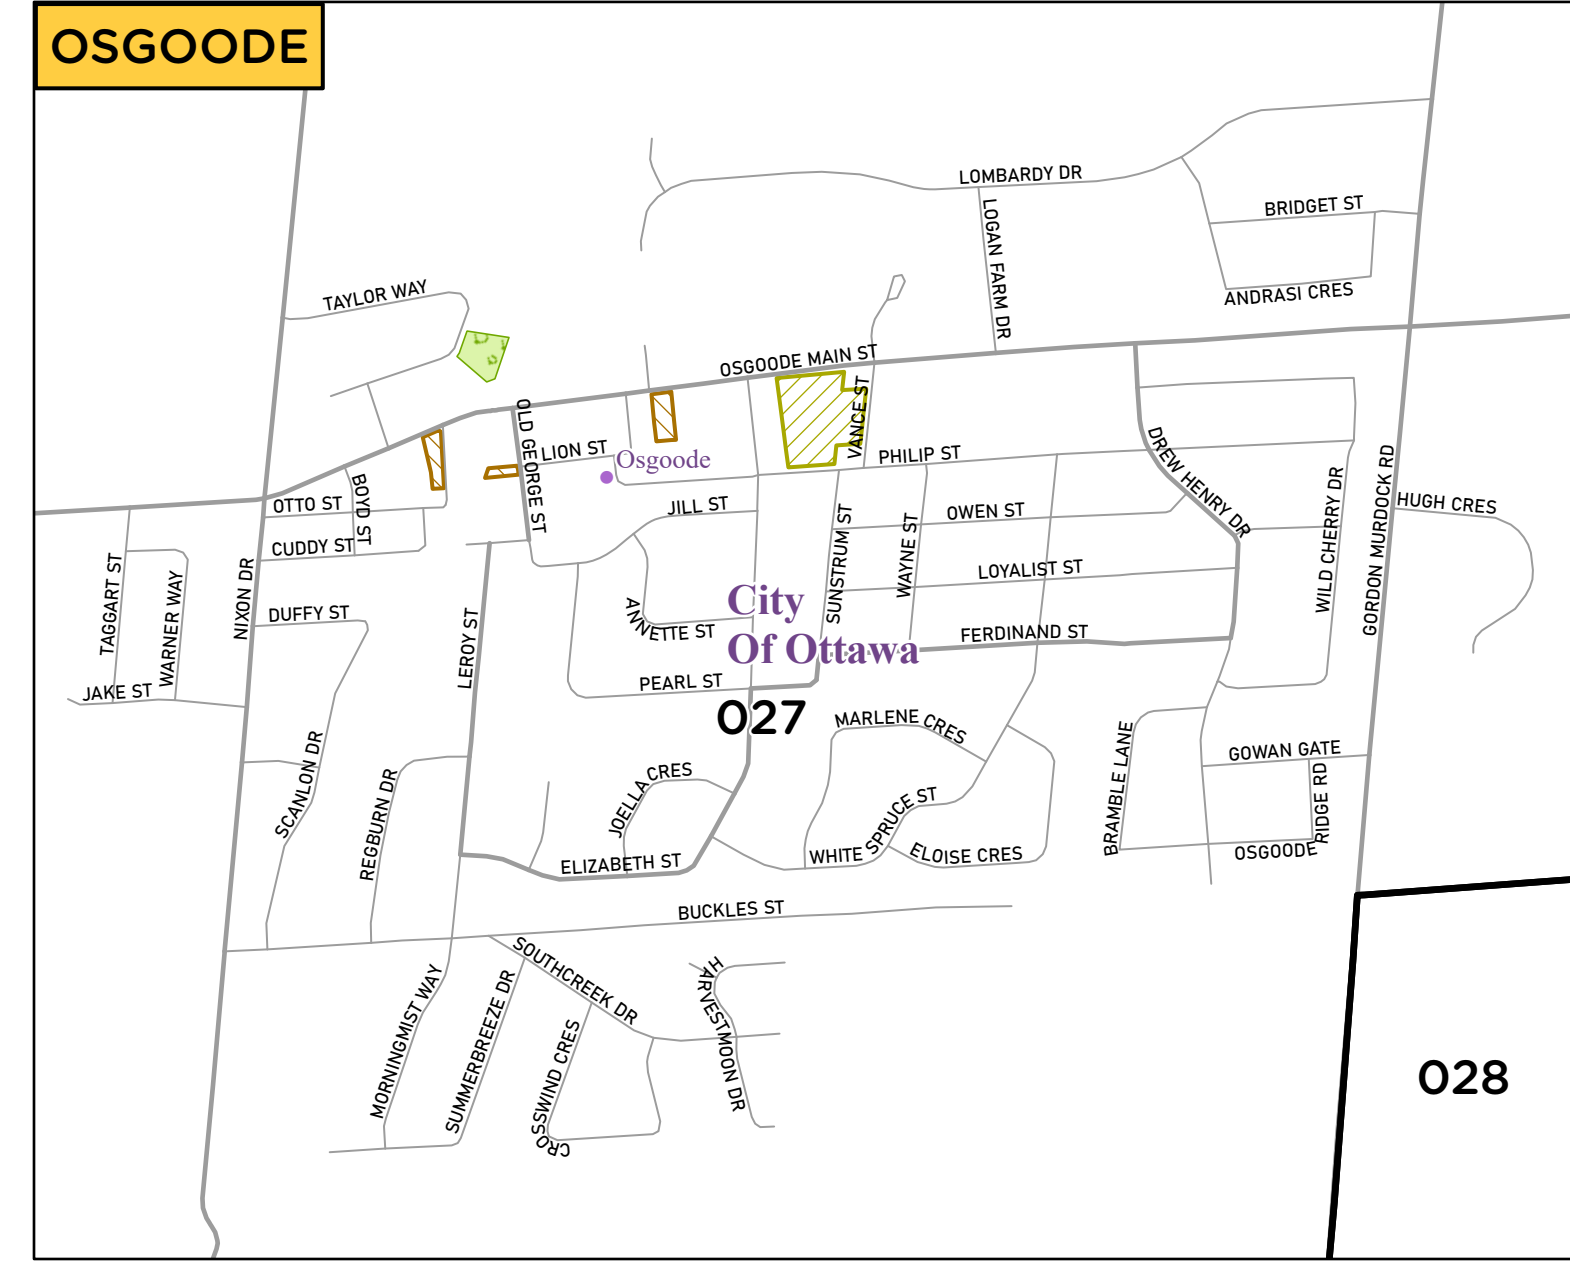 OSGOODE
LOMBARDY DR
LOGAN FARM DR
BRIDGET ST
ANDRASI CRES
TAYLOR WAY
OSGOODE MAIN ST
VANCE ST
OLD GEORGE ST
LION ST
Osgoode
PHILIP ST
DREW HENRY DR
BOYD ST
OTTO ST
CUDDY ST
JILL ST
OWEN ST
HUGH CRES
GORDON MURDOCK RD
WILD CHERRY DR
SUNSTRUM ST
WAYNE ST
LOYALIST ST
TAGGART ST
WARNER WAY
NIXON DR
DUFFY ST
LEROY ST
ANNETTE ST
City
Of Ottawa
FERDINAND ST
JAKE ST
PEARL ST
027
MARLENE CRES
GOWAN GATE
BRAMBLE LANE
SCANLON DR
REGBURN DR
JOELLA CRES
WHITE SPRUCE ST
ELOISE CRES
OSGOODE RIDGE RD
ELIZABETH ST
BUCKLES ST
SOUTHCREEK DR
HARVESTMOON DR
MORNINGMIST WAY
SUMMERBREEZE DR
CROSSWIND CRES
028